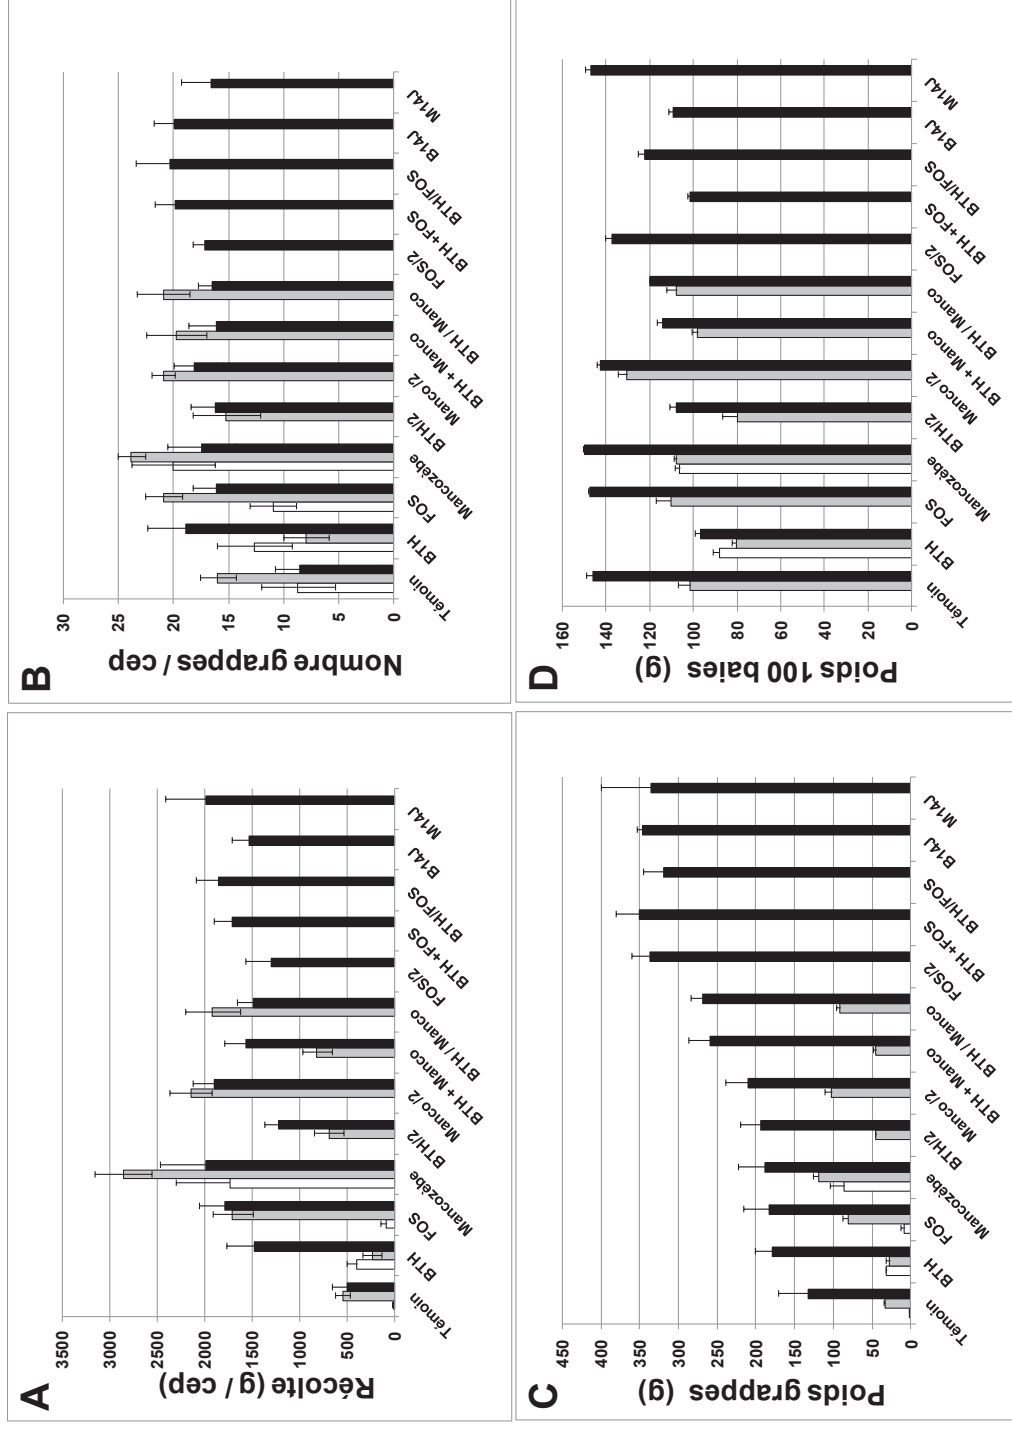 A
Récolte (g / cep)
3500
3000
2500
2000
1500
1000
500
0
Témoin
BTH
FOS
Mancozèbe
BTH/2
Manco /2
BTH + Manco
BTH / Manco
FOS/2
BTH +FOS
BTH/FOS
B14J
M14J
B
Nombre grappes / cep
30
25
20
15
10
5
0
Témoin
BTH
FOS
Mancozèbe
BTH/2
Manco /2
BTH + Manco
BTH / Manco
FOS/2
BTH +FOS
BTH/FOS
B14J
M14J
C
Poids grappes (g)
450
400
350
300
250
200
150
100
50
0
Témoin
BTH
FOS
Mancozèbe
BTH/2
Manco /2
BTH + Manco
BTH / Manco
FOS/2
BTH +FOS
BTH/FOS
B14J
M14J
D
Poids 100 baies (g)
160
140
120
100
80
60
40
20
0
Témoin
BTH
FOS
Mancozèbe
BTH/2
Manco /2
BTH + Manco
BTH / Manco
FOS/2
BTH +FOS
BTH/FOS
B14J
M14J